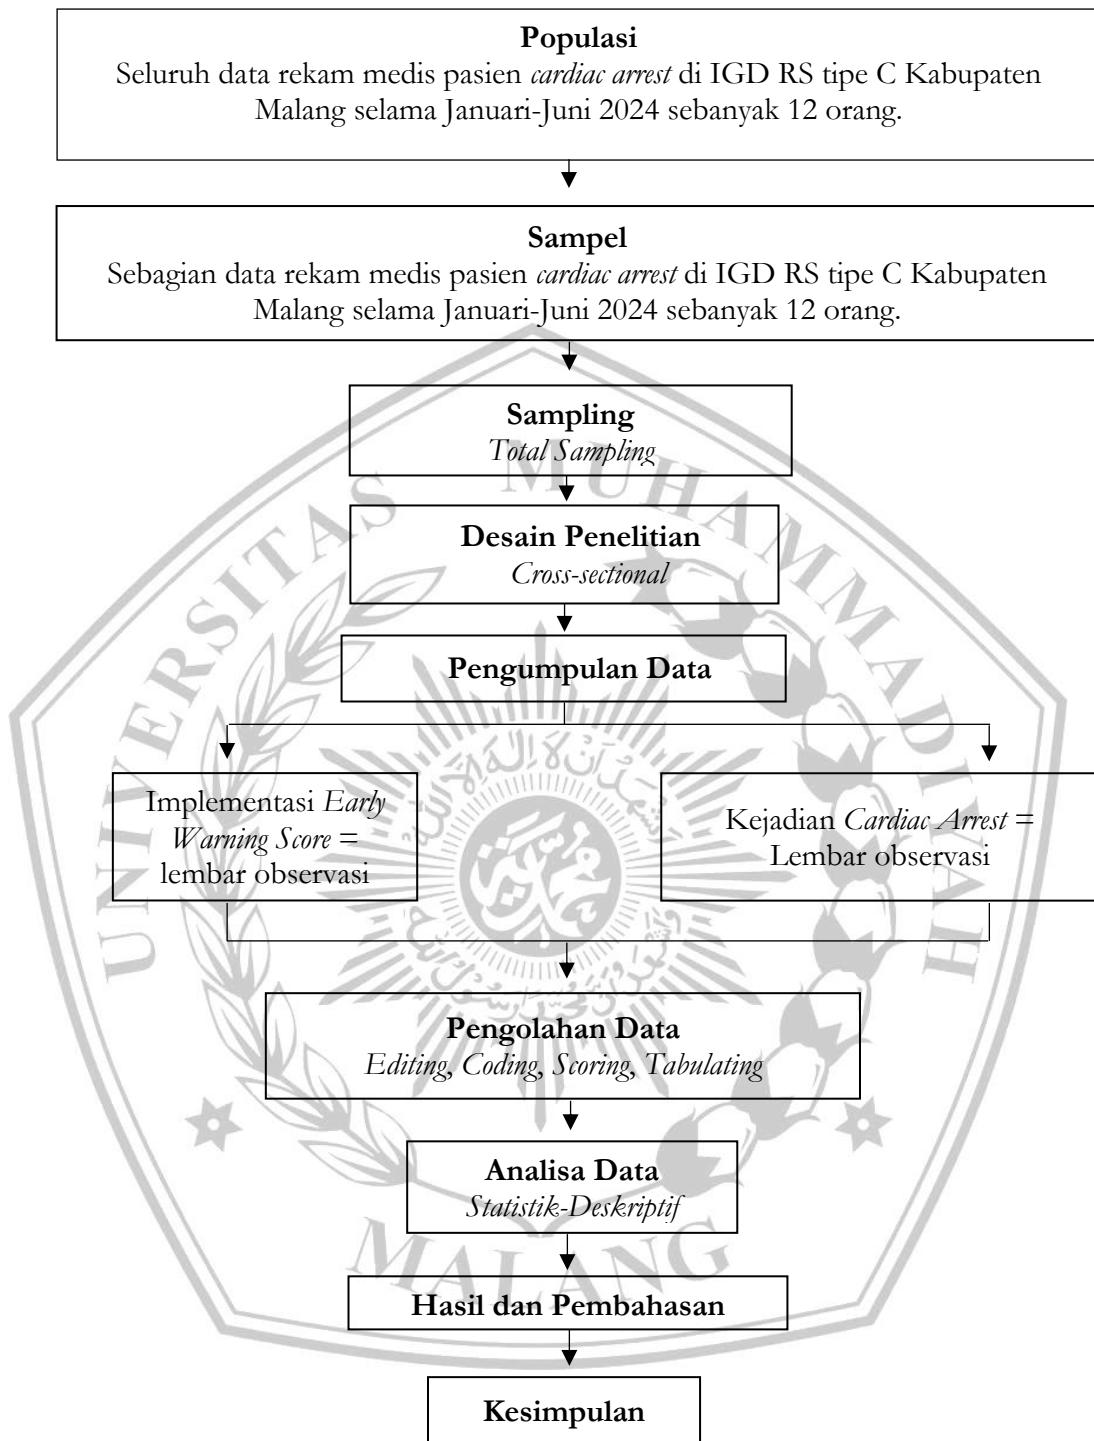 Populasi
Seluruh data rekam medis pasien cardiac arrest di IGD RS tipe C Kabupaten
Malang selama Januari-Juni 2024 sebanyak 12 orang.
Sampel
Sebagian data rekam medis pasien cardiac arrest di IGD RS tipe C Kabupaten
Malang selama Januari-Juni 2024 sebanyak 12 orang.
Sampling
Total Sampling
Desain Penelitian
Cross-sectional
Pengumpulan Data
Implementasi Early
Warning Score =
lembar observasi
Kejadian Cardiac Arrest =
Lembar observasi
Pengolahan Data
Editing, Coding, Scoring, Tabulating
Analisa Data
Statistik-Deskriptif
Hasil dan Pembahasan
Kesimpulan
UNIVERSITAS MUHAMMADIYAH
MALANG